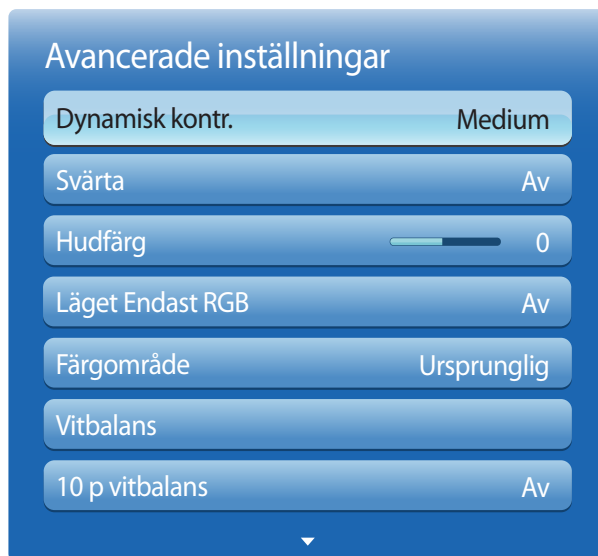 Avancerade inställningar
Dynamisk kontr. Medium
Svärta Av
Hudfärg 0
Läget Endast RGB Av
Färgområde Ursprunglig
Vitbalans
10 p vitbalans Av